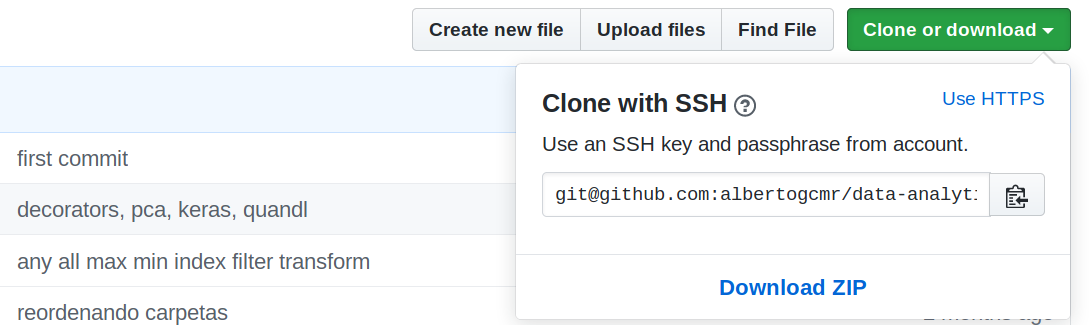 Create new file Upload files Find File Clone or download
Clone with SSH ? Use HTTPS
Use an SSH key and passphrase from account.
git@github.com:albertogcmr/data-analyt
Download ZIP
first commit
decorators, pca, keras, quandl
any all max min index filter transform
reordenando carpetas